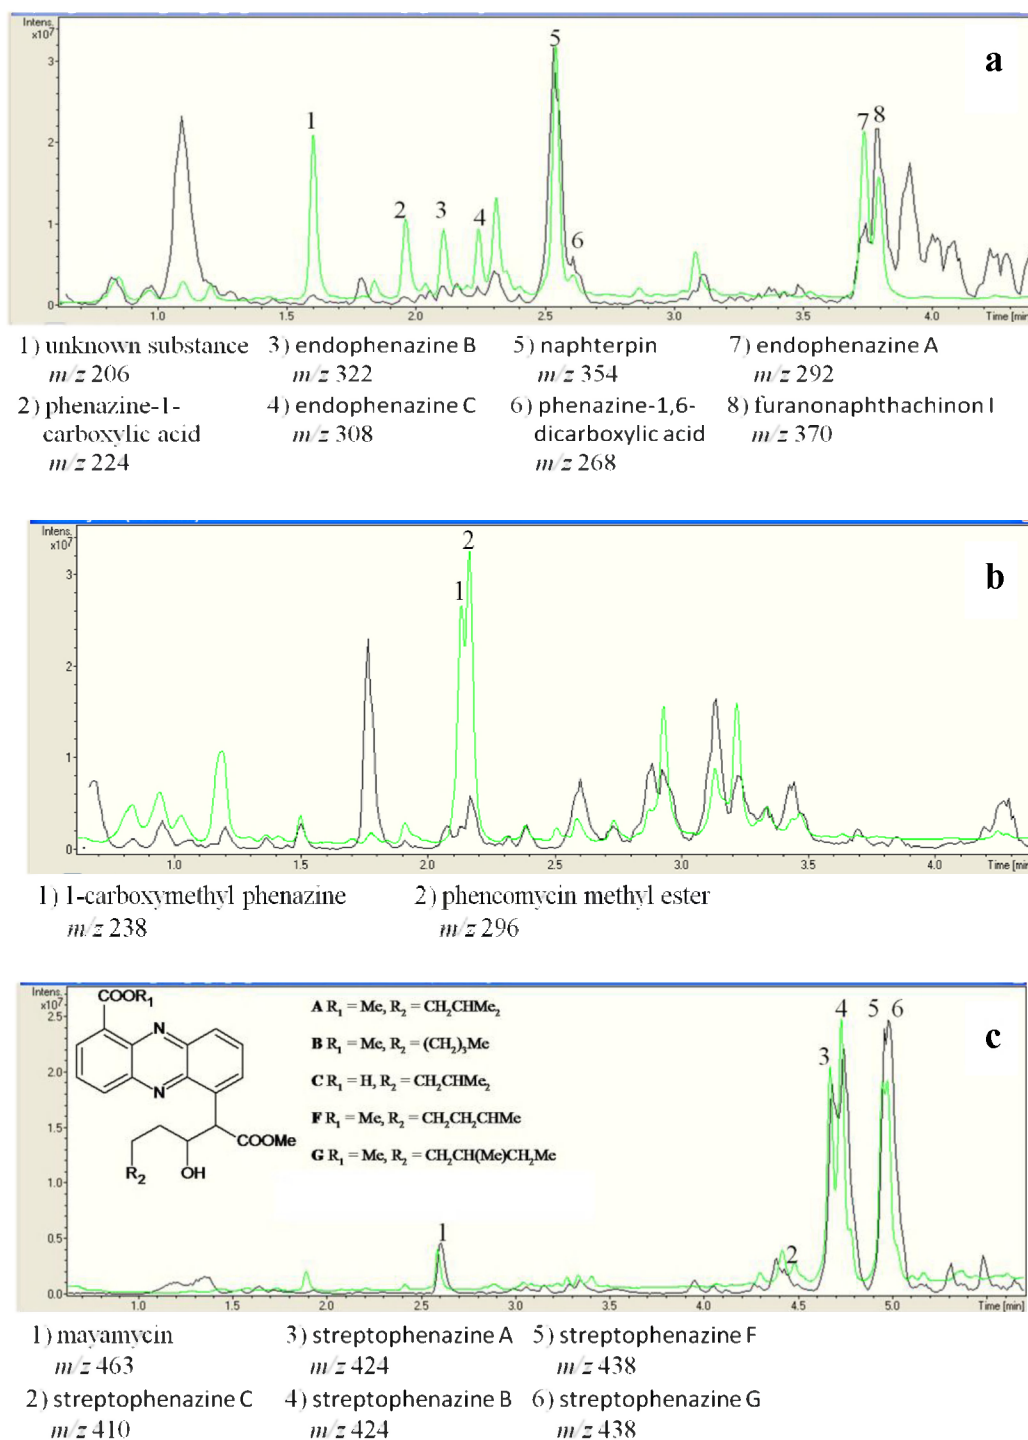 Intens.
x10⁷
a
5
3
1
2
7 8
2
3
4
6
1
0
1.0 1.5 2.0 2.5 3.0 3.5 4.0 Time [min]
1) unknown substance 3) endophenazine B 5) naphterpin 7) endophenazine A
m/z 206 m/z 322 m/z 354 m/z 292
2) phenazine-1- 4) endophenazine C 6) phenazine-1,6- 8) furanonaphthachinon I
carboxylic acid m/z 308 dicarboxylic acid m/z 370
m/z 224 m/z 268
Intens.
x10⁷
2
b
3
1
2
1
0
1.0 1.5 2.0 2.5 3.0 3.5 4.0 Time [min]
1) 1-carboxymethyl phenazine 2) phencomycin methyl ester
m/z 238 m/z 296
Intens.
x10⁷
COOR₁
A R₁ = Me, R₂ = CH₂CHMe₂
4 5 6
2.5
N
c
B R₁ = Me, R₂ = (CH₂)₃Me
3
2.0
N
C R₁ = H, R₂ = CH₂CHMe₂
1.5
F R₁ = Me, R₂ = CH₂CH₂CHMe
COOMe
G R₁ = Me, R₂ = CH₂CH(Me)CH₂Me
R₂ OH
1.0
0.5
1
2
0.0
1.0 1.5 2.0 2.5 3.0 3.5 4.0 4.5 5.0 Time [min]
1) mayamycin 3) streptophenazine A 5) streptophenazine F
m/z 463 m/z 424 m/z 438
2) streptophenazine C 4) streptophenazine B 6) streptophenazine G
m/z 410 m/z 424 m/z 438